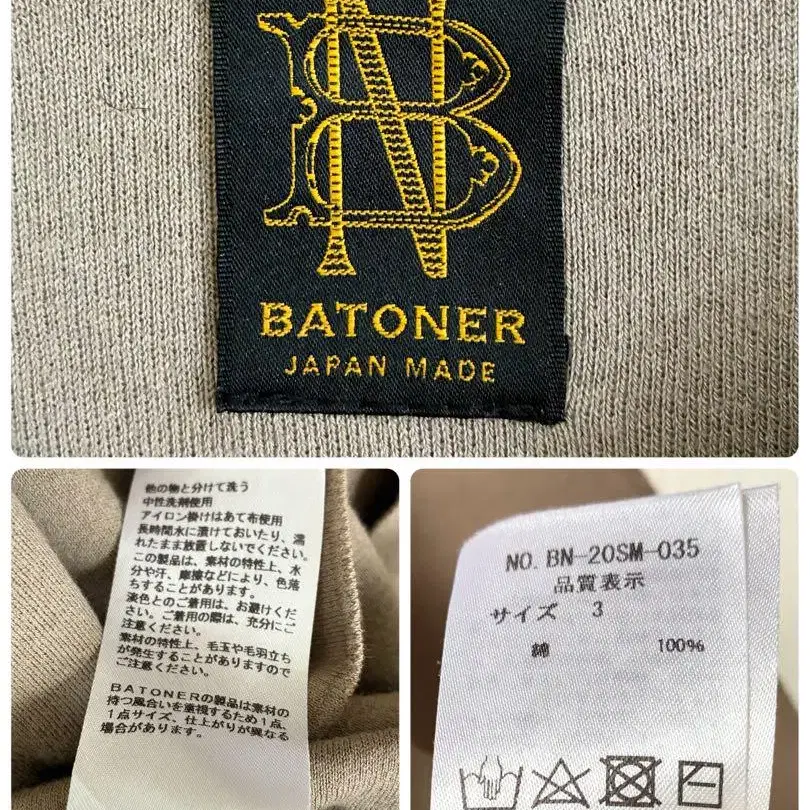 BN
BATONER
JAPAN MADE
他の物と分けて洗う
中性洗剤使用
アイロン掛けはあて布使用
長時間水に漬けておいたり、濡
れたまま放置しないでください。
この製品は、素材の特性上、水
分や汗、摩擦などにより、色落
ちすることがあります。
淡色とのご着用は、お避けくだ
さい。ご着用の際は、充分にご
注意ください。
素材の特性上、毛玉や毛羽立ち
が発生することがありますので
ご注意ください。
BATONERの製品は素材の
持つ風合いを重視するため1点、
1点サイズ、仕上がりが異なる
場合があります。
NO. BN-20SM-035
品質表示
サイズ 3
綿 100%